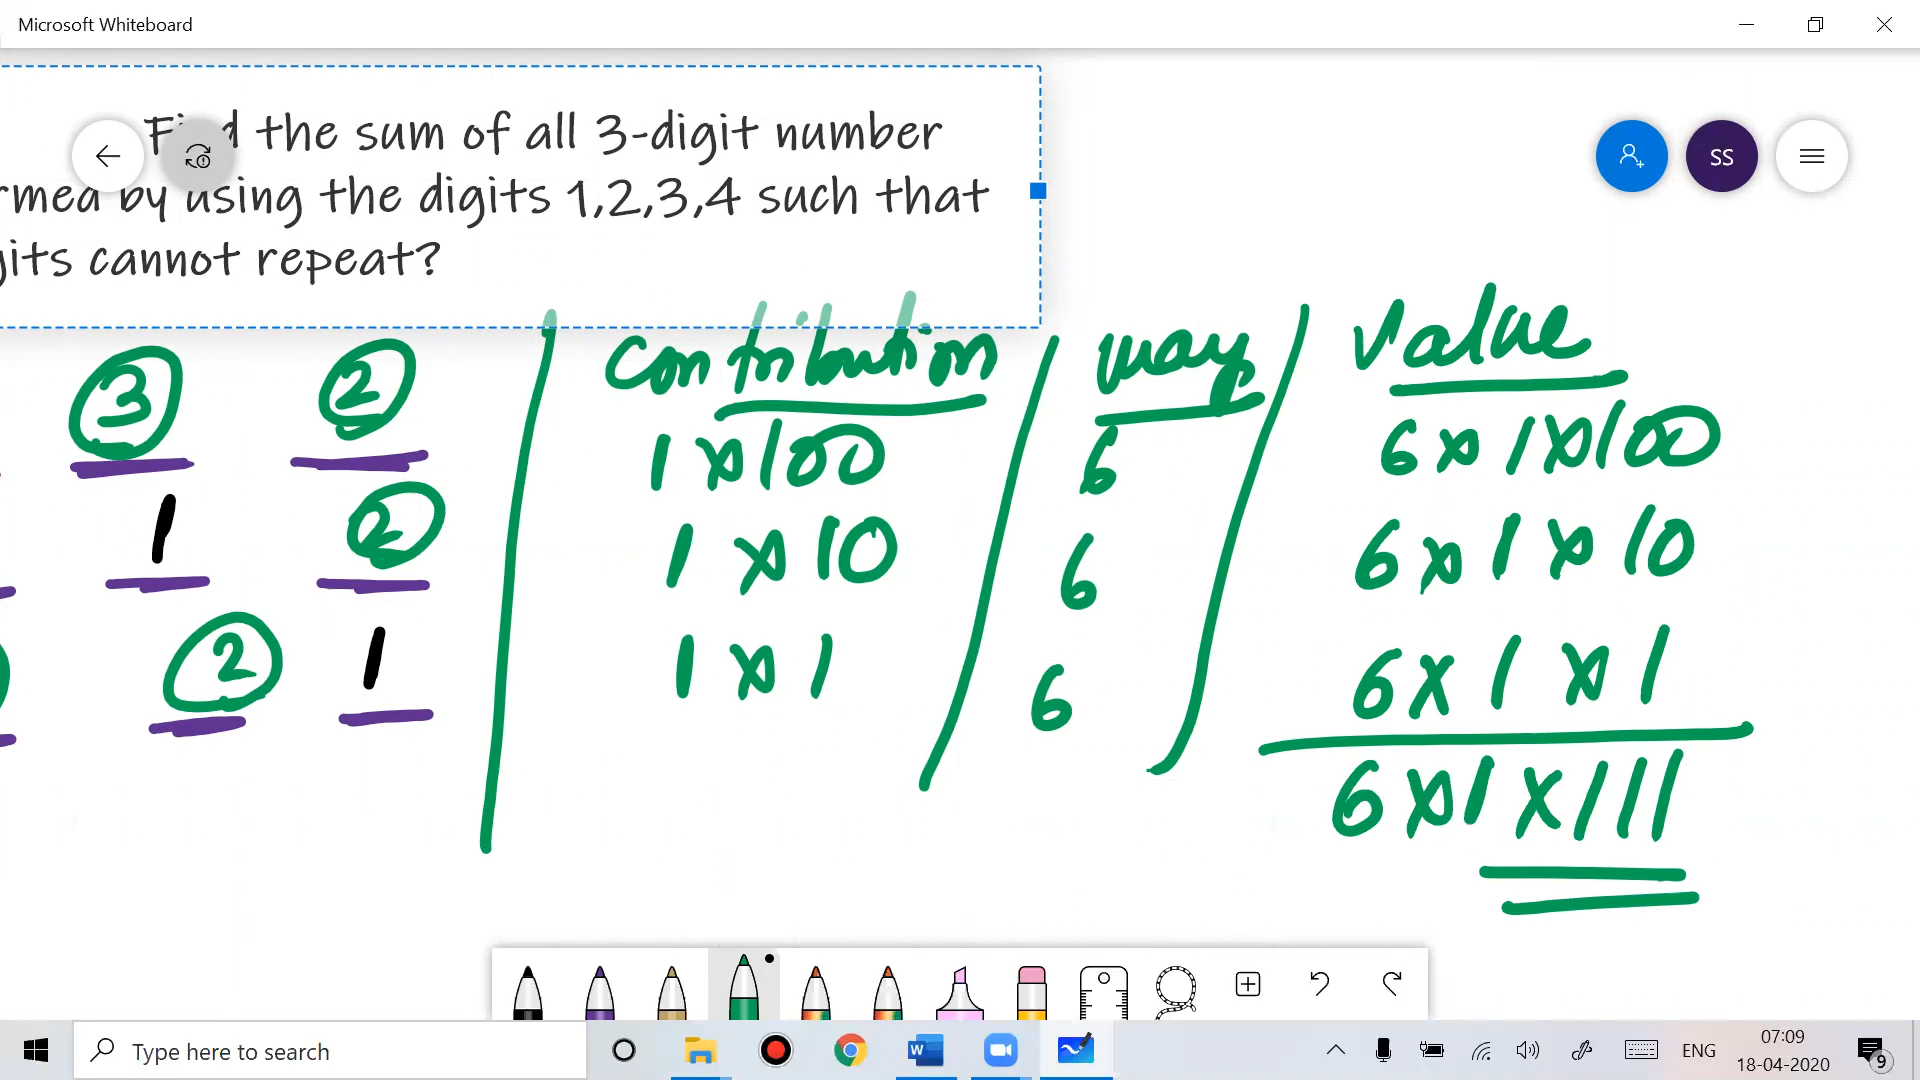 Microsoft Whiteboard
Find the sum of all 3-digit number
rmed by using the digits 1,2,3,4 such that
gits cannot repeat?
SS
contribution way value
3 2 1 x 100 6 6 x 1 x 100
1 2 1 x 10 6 6 x 1 x 10
2 1 1 x 1 6 6 x 1 x 1
6 x 1 x 111
Type here to search
ENG
07:09
18-04-2020
9